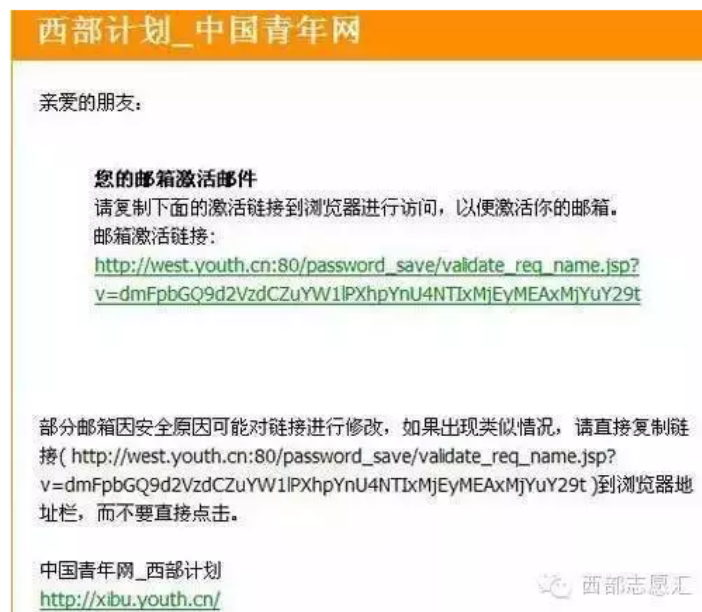 西部计划_中国青年网
亲爱的朋友：
您的邮箱激活邮件
请复制下面的激活链接到浏览器进行访问，以便激活你的邮箱。
邮箱激活链接：
http://west.youth.cn:80/password_save/validate_req_name.jsp?
v=dmFpbGQ9d2VzdCZuYW1lPXhpYnU4NTIxMjEyMEAxMjYuY29t
部分邮箱因安全原因可能对链接进行修改，如果出现类似情况，请直接复制链
接( http://west.youth.cn:80/password_save/validate_req_name.jsp?
v=dmFpbGQ9d2VzdCZuYW1lPXhpYnU4NTIxMjEyMEAxMjYuY29t )到浏览器地
址栏，而不要直接点击。
中国青年网_西部计划
http://xibu.youth.cn/
西部志愿汇